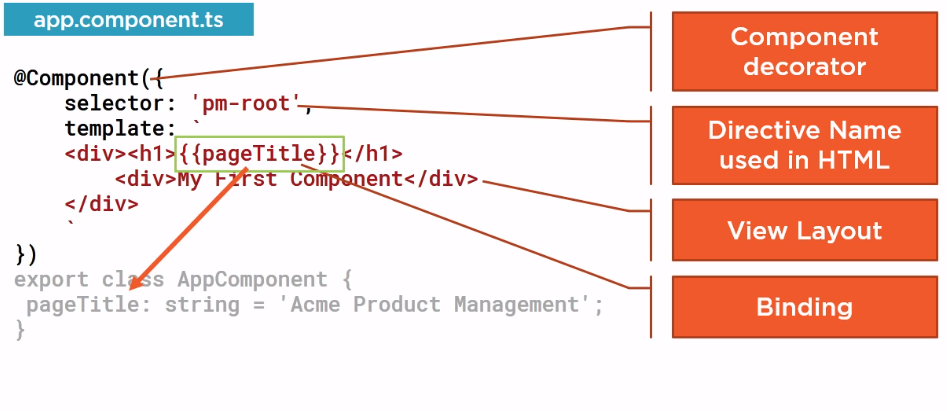 app.component.ts
@Component({
selector: 'pm-root',
template: `
<div><h1>{{pageTitle}}</h1>
<div>My First Component</div>
</div>
`
})
export class AppComponent {
pageTitle: string = 'Acme Product Management';
}
Component
decorator
Directive Name
used in HTML
View Layout
Binding